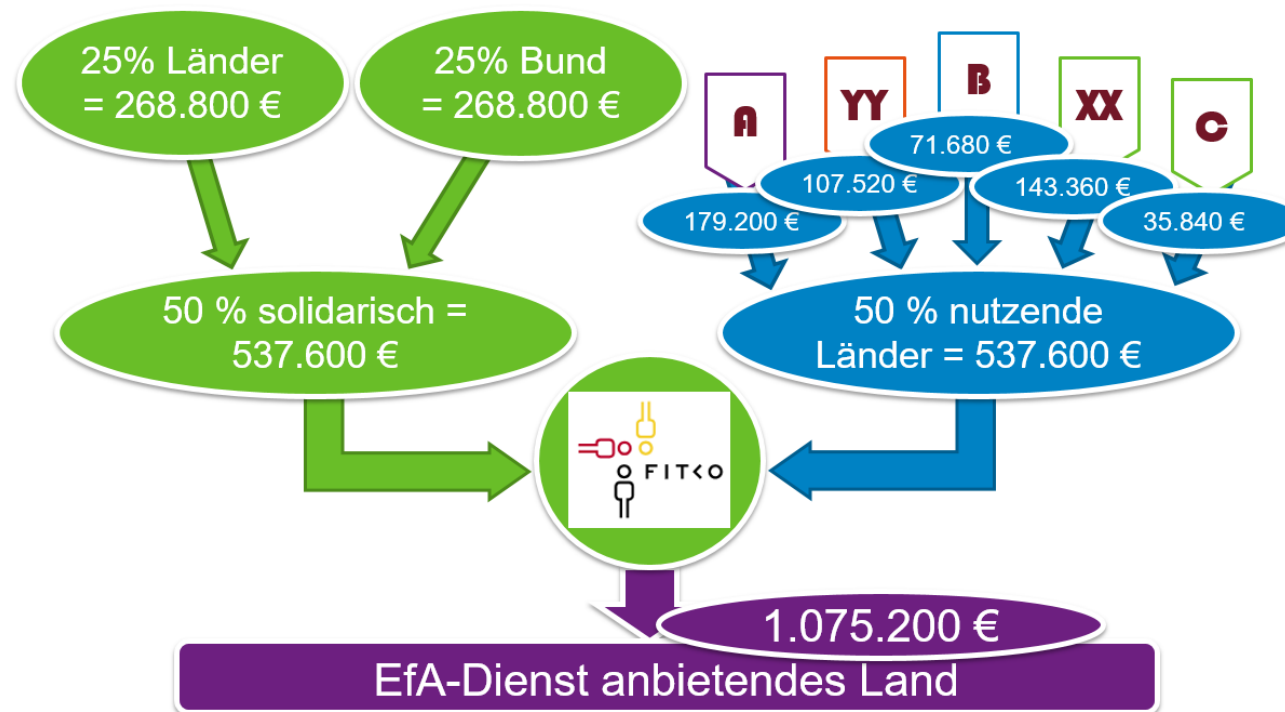 25% Länder
= 268.800 €
25% Bund
= 268.800 €
A
YY
B
XX
C
179.200 €
107.520 €
71.680 €
143.360 €
35.840 €
50 % solidarisch =
537.600 €
50 % nutzende
Länder = 537.600 €
FITKO
1.075.200 €
EfA-Dienst anbietendes Land